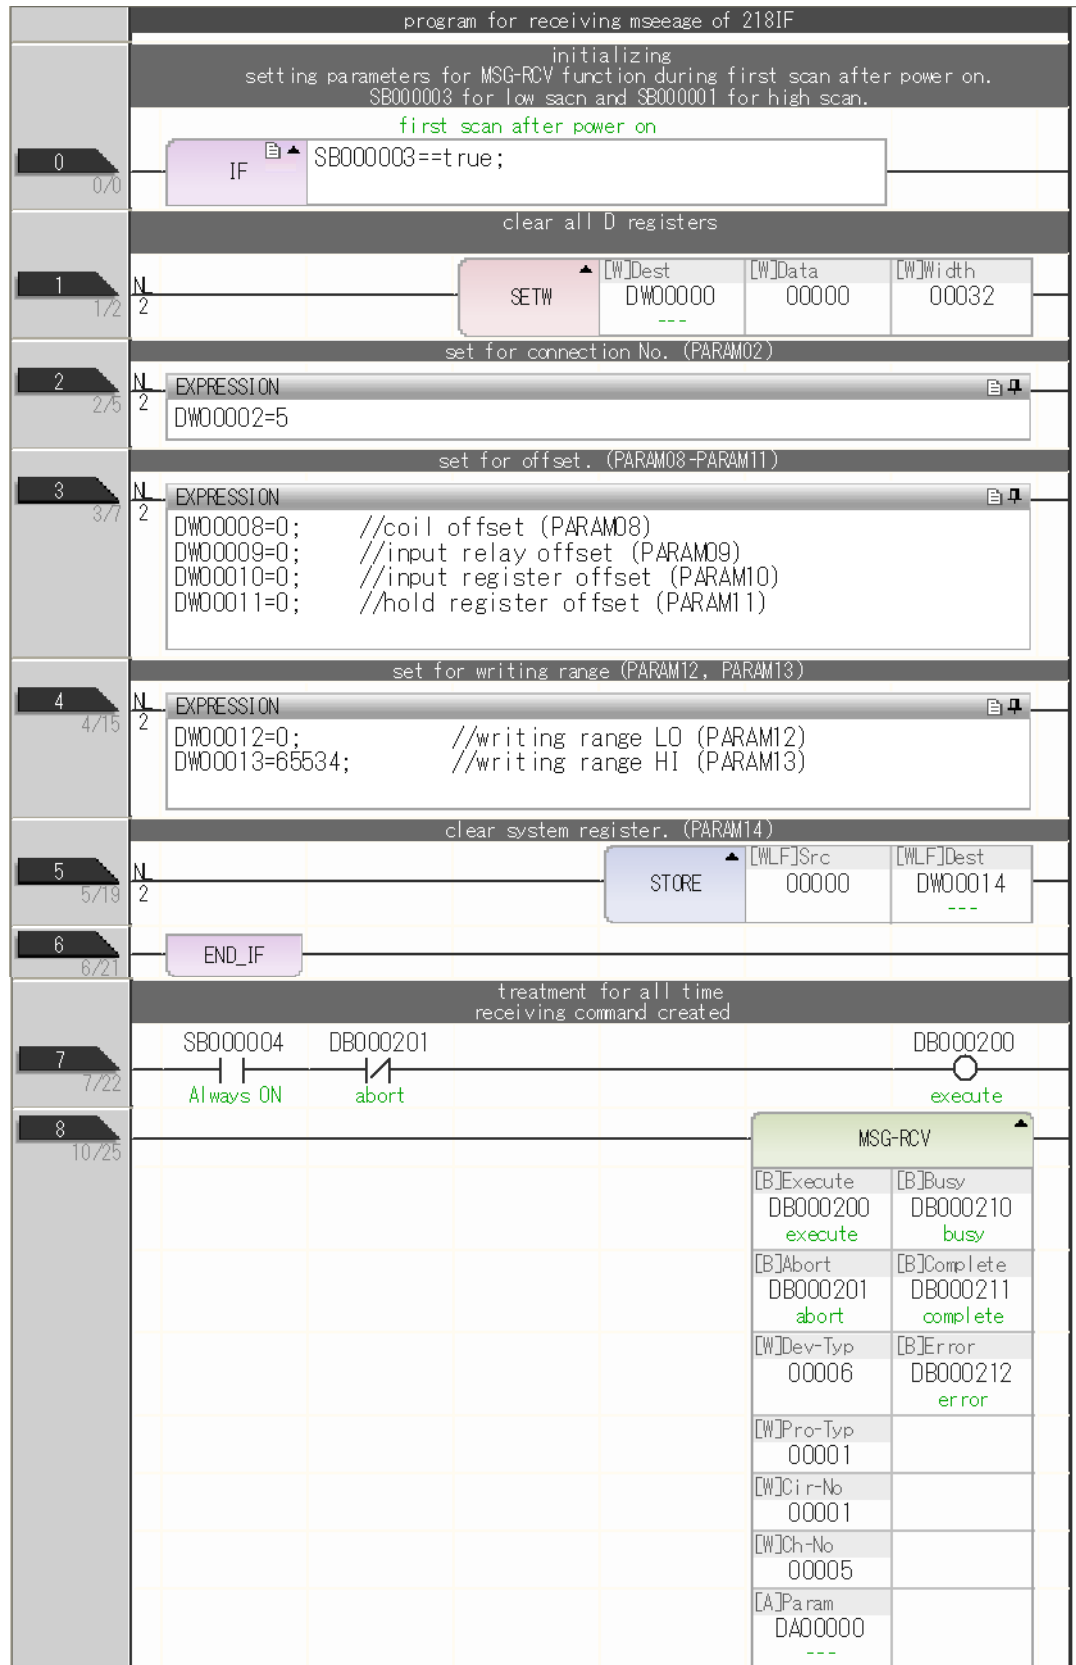 program for receiving mseeage of 218IF
initializing
setting parameters for MSG-RCV function during first scan after power on.
SB000003 for low sacn and SB000001 for high scan.
first scan after power on
0
0/0
IF
SB000003==true;
clear all D registers
1
1/2
NL
2
SETW
[W]Dest
DW00000
---
[W]Data
00000
[W]Width
00032
set for connection No. (PARAM02)
2
2/5
NL
2
EXPRESSION
DW00002=5
set for offset. (PARAM08-PARAM11)
3
3/7
NL
2
EXPRESSION
DW00008=0; //coil offset (PARAM08)
DW00009=0; //input relay offset (PARAM09)
DW00010=0; //input register offset (PARAM10)
DW00011=0; //hold register offset (PARAM11)
set for writing range (PARAM12, PARAM13)
4
4/15
NL
2
EXPRESSION
DW00012=0; //writing range LO (PARAM12)
DW00013=65534; //writing range HI (PARAM13)
clear system register. (PARAM14)
5
5/19
NL
2
STORE
[WLF]Src
00000
[WLF]Dest
DW00014
---
6
6/21
END_IF
treatment for all time
receiving command created
7
7/22
SB000004
Always ON
DB000201
abort
DB000200
execute
8
10/25
MSG-RCV
[B]Execute
DB000200
execute
[B]Busy
DB000210
busy
[B]Abort
DB000201
abort
[B]Complete
DB000211
complete
[W]Dev-Typ
00006
[B]Error
DB000212
error
[W]Pro-Typ
00001
[W]Cir-No
00001
[W]Ch-No
00005
[A]Param
DA00000
---